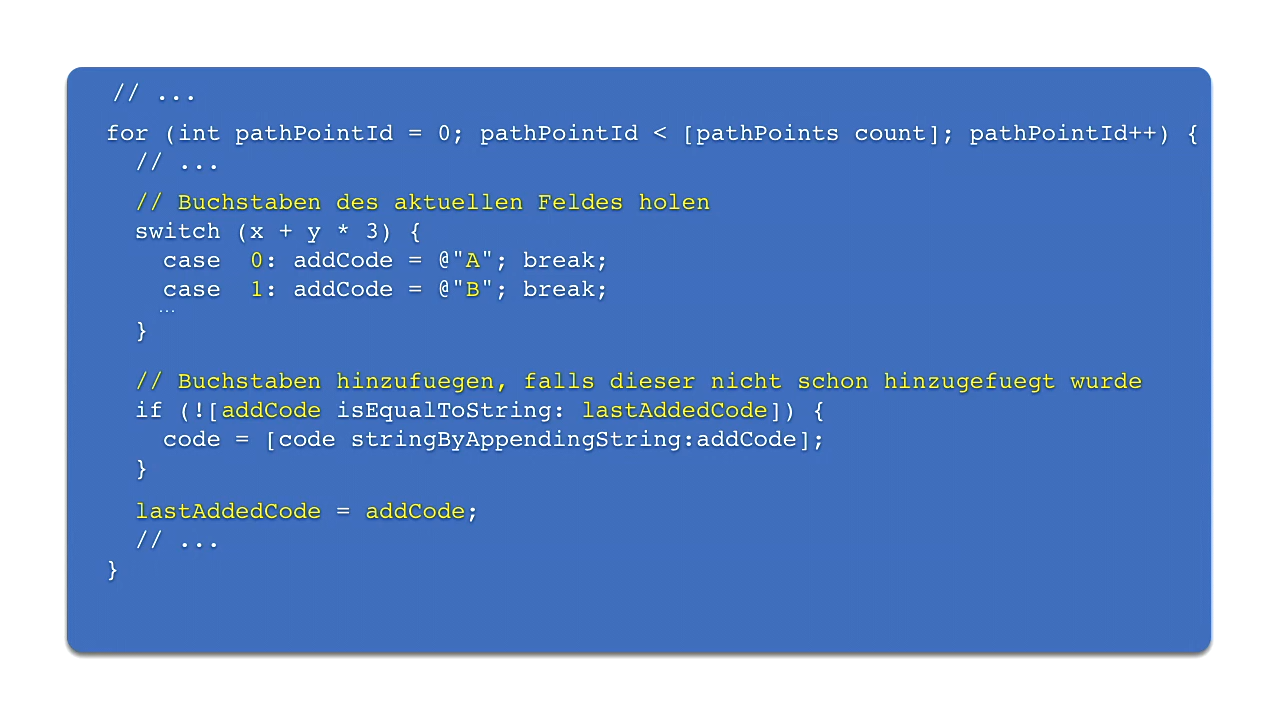 // ...
for (int pathPointId = 0; pathPointId < [pathPoints count]; pathPointId++) {
// ...
// Buchstaben des aktuellen Feldes holen
switch (x + y * 3) {
case 0: addCode = @"A"; break;
case 1: addCode = @"B"; break;
...
}
// Buchstaben hinzufuegen, falls dieser nicht schon hinzugefuegt wurde
if (![addCode isEqualToString: lastAddedCode]) {
code = [code stringByAppendingString:addCode];
}
lastAddedCode = addCode;
// ...
}